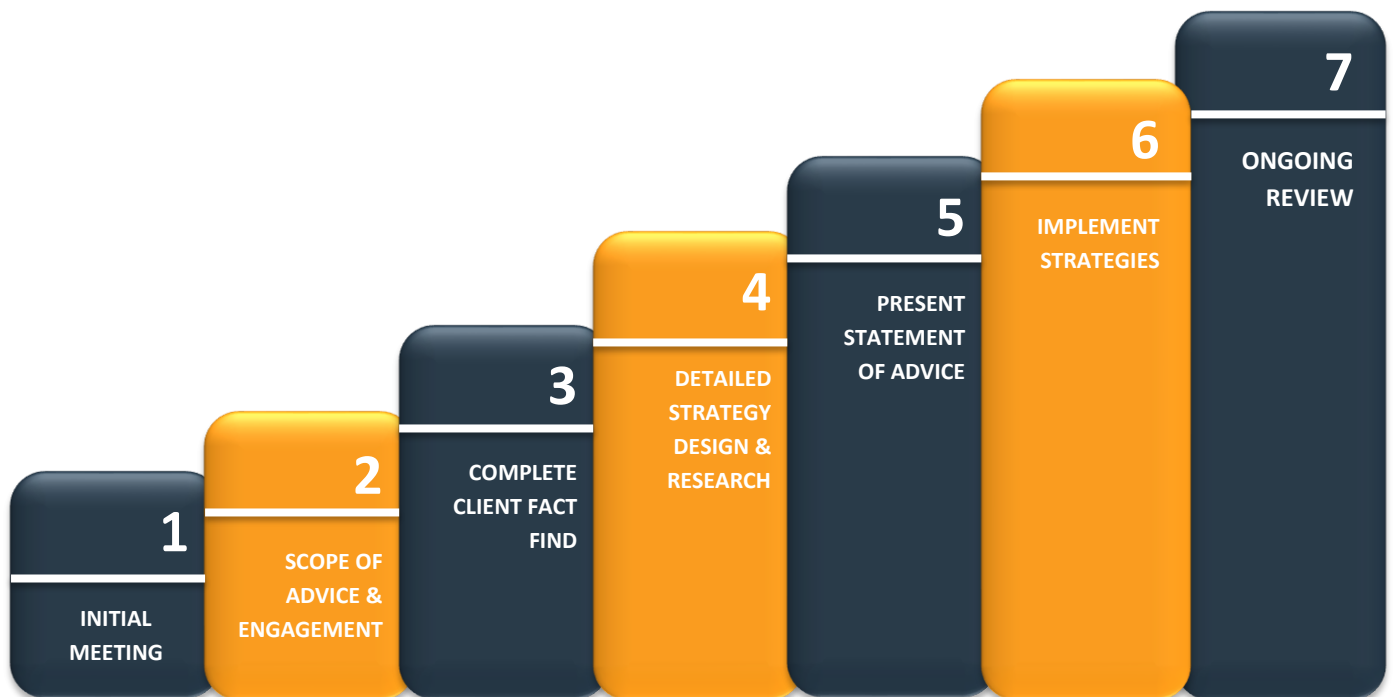 1
INITIAL
MEETING
2
SCOPE OF
ADVICE &
ENGAGEMENT
3
COMPLETE
CLIENT FACT
FIND
4
DETAILED
STRATEGY
DESIGN &
RESEARCH
5
PRESENT
STATEMENT
OF ADVICE
6
IMPLEMENT
STRATEGIES
7
ONGOING
REVIEW